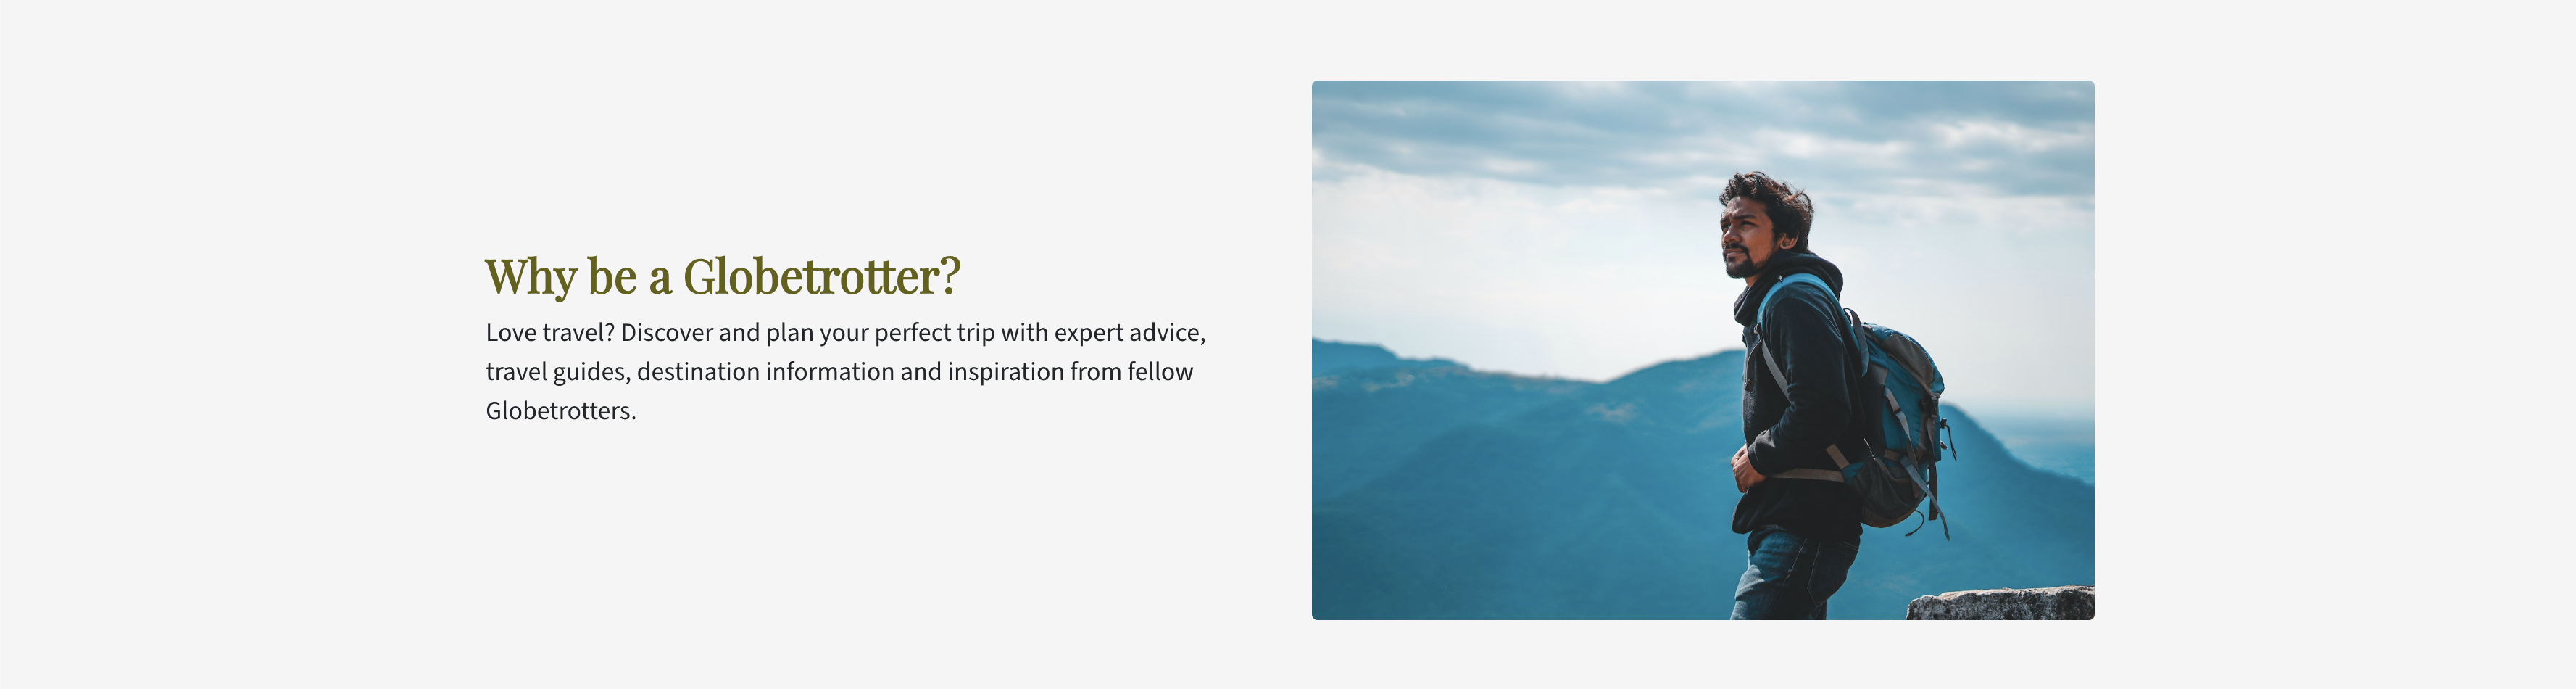 Why be a Globetrotter?
Love travel? Discover and plan your perfect trip with expert advice,
travel guides, destination information and inspiration from fellow
Globetrotters.